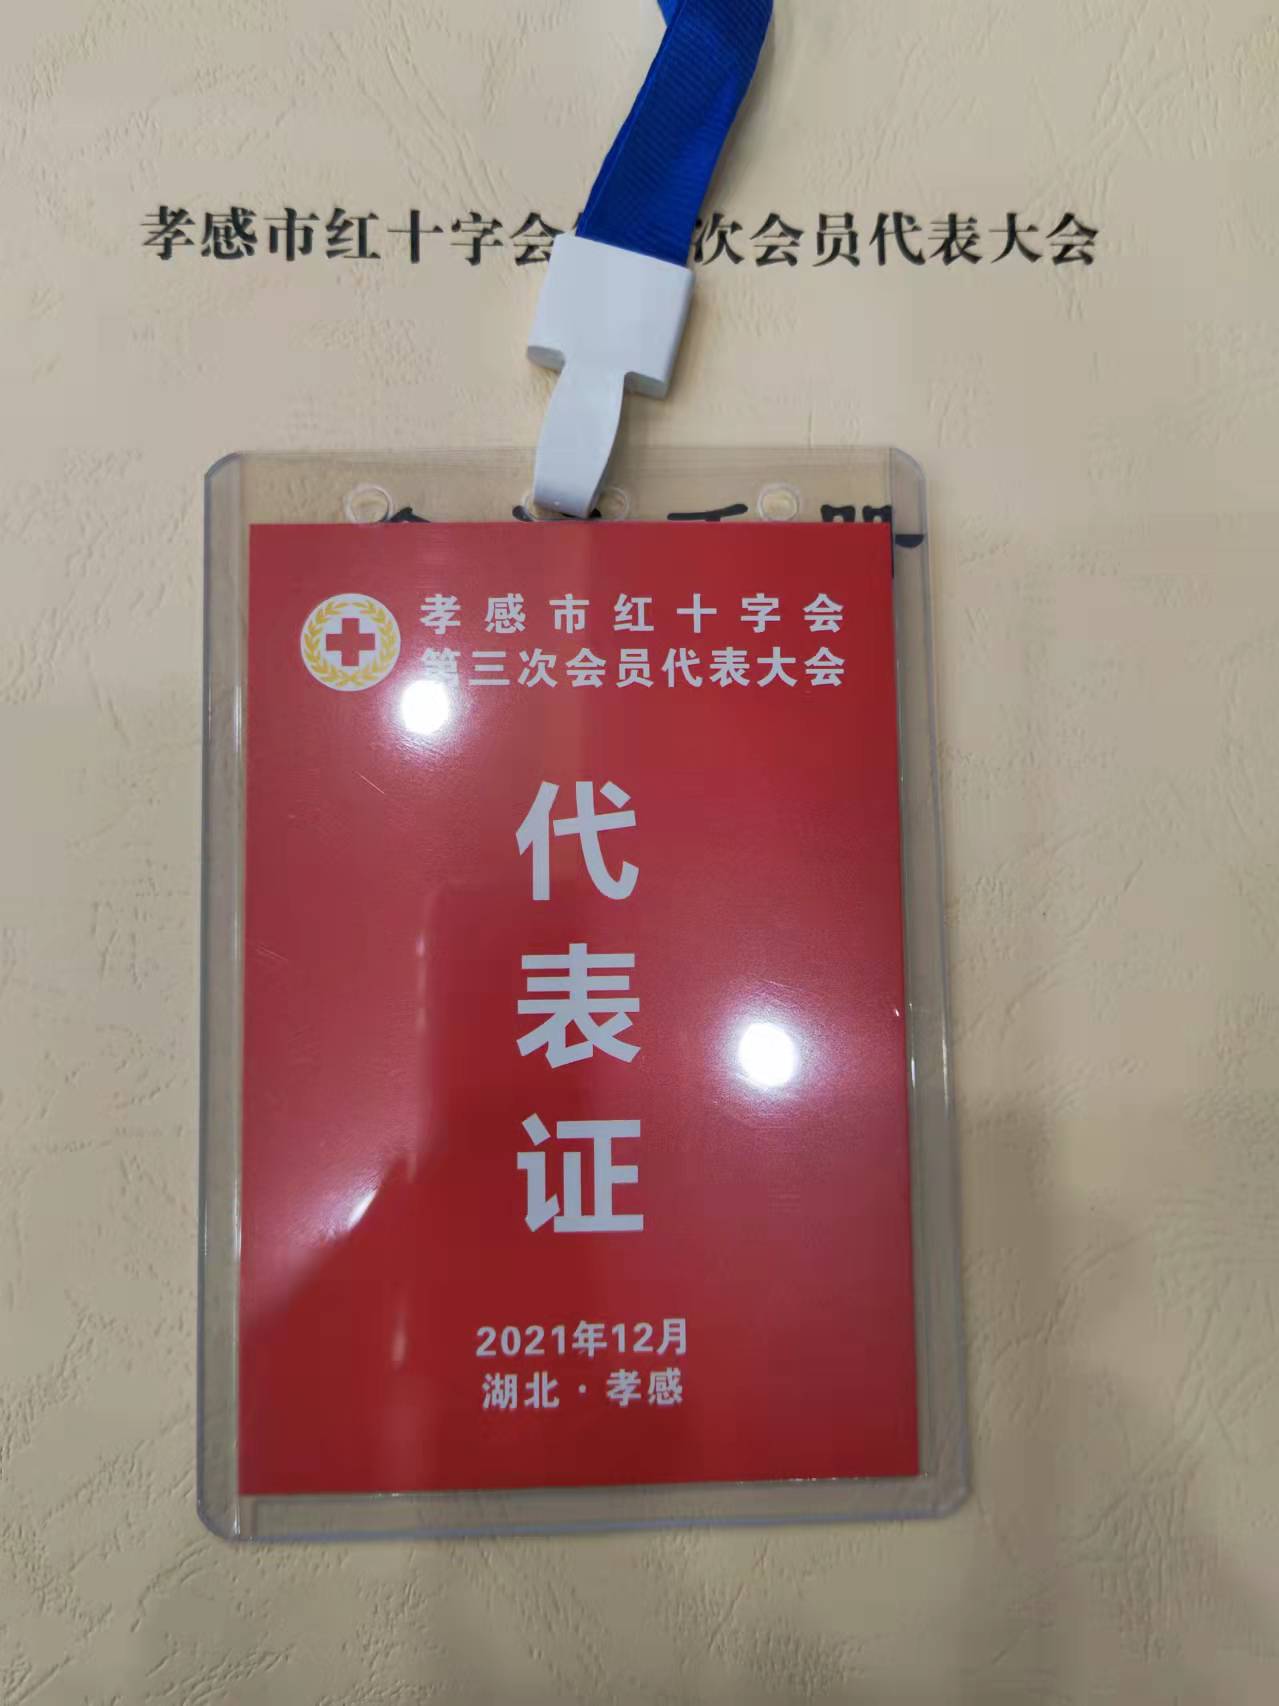 孝感市红十字会 次会员代表大会
孝感市红十字会
第三次会员代表大会
代
表
证
2021年12月
湖北·孝感